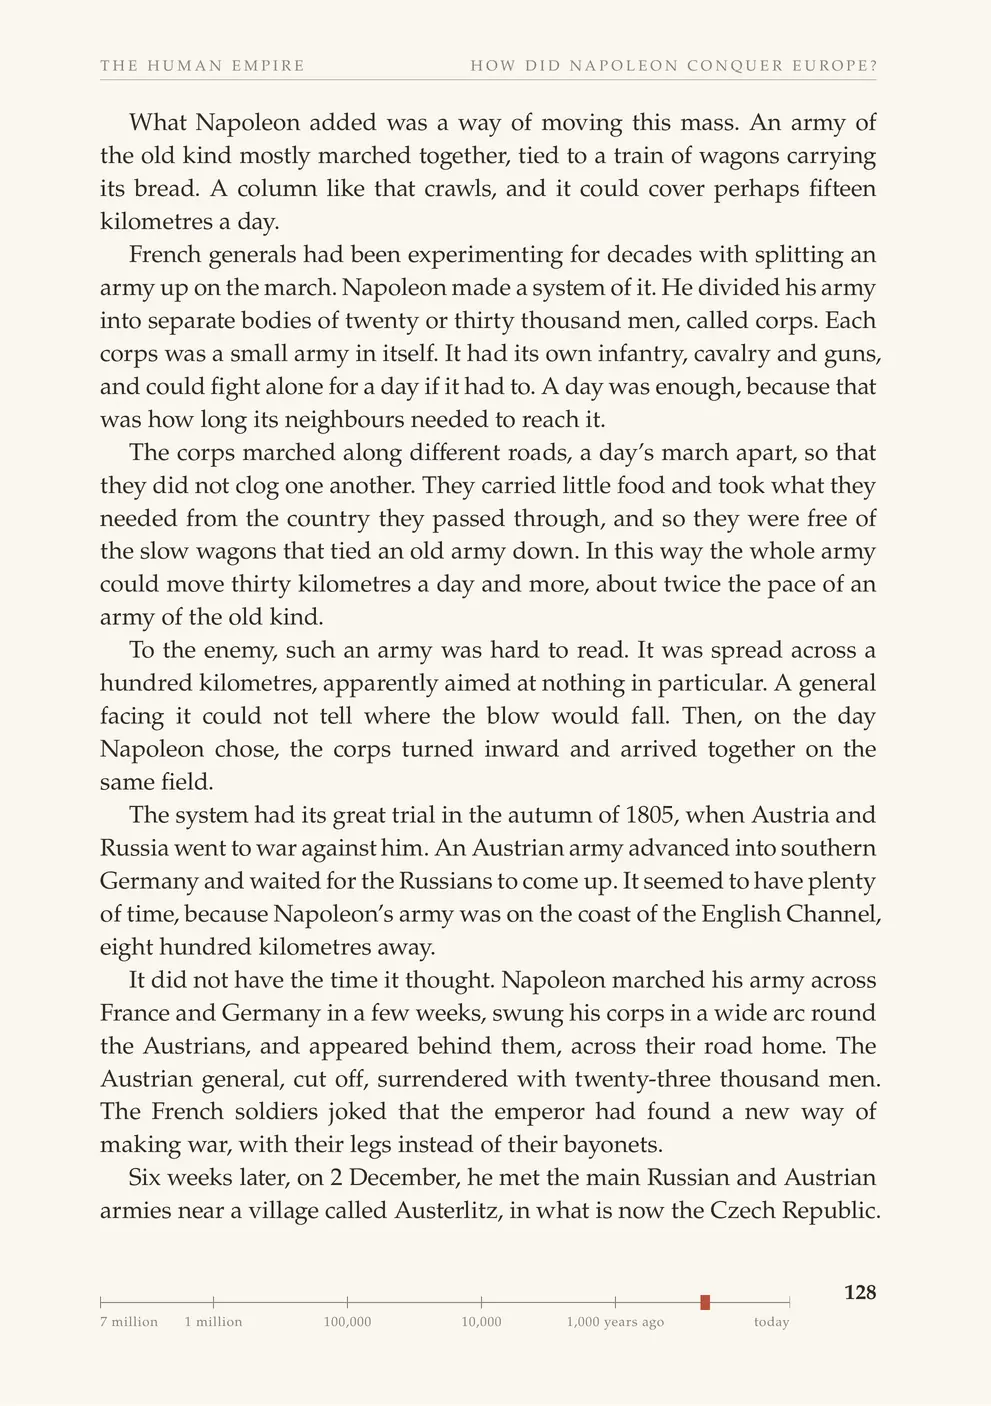 THE HUMAN EMPIRE
HOW DID NAPOLEON CONQUER EUROPE?
What Napoleon added was a way of moving this mass. An army of
the old kind mostly marched together, tied to a train of wagons carrying
its bread. A column like that crawls, and it could cover perhaps fifteen
kilometres a day.
French generals had been experimenting for decades with splitting an
army up on the march. Napoleon made a system of it. He divided his army
into separate bodies of twenty or thirty thousand men, called corps. Each
corps was a small army in itself. It had its own infantry, cavalry and guns,
and could fight alone for a day if it had to. A day was enough, because that
was how long its neighbours needed to reach it.
The corps marched along different roads, a day’s march apart, so that
they did not clog one another. They carried little food and took what they
needed from the country they passed through, and so they were free of
the slow wagons that tied an old army down. In this way the whole army
could move thirty kilometres a day and more, about twice the pace of an
army of the old kind.
To the enemy, such an army was hard to read. It was spread across a
hundred kilometres, apparently aimed at nothing in particular. A general
facing it could not tell where the blow would fall. Then, on the day
Napoleon chose, the corps turned inward and arrived together on the
same field.
The system had its great trial in the autumn of 1805, when Austria and
Russia went to war against him. An Austrian army advanced into southern
Germany and waited for the Russians to come up. It seemed to have plenty
of time, because Napoleon’s army was on the coast of the English Channel,
eight hundred kilometres away.
It did not have the time it thought. Napoleon marched his army across
France and Germany in a few weeks, swung his corps in a wide arc round
the Austrians, and appeared behind them, across their road home. The
Austrian general, cut off, surrendered with twenty-three thousand men.
The French soldiers joked that the emperor had found a new way of
making war, with their legs instead of their bayonets.
Six weeks later, on 2 December, he met the main Russian and Austrian
armies near a village called Austerlitz, in what is now the Czech Republic.
128
7 million
1 million
100,000
10,000
1,000 years ago
today